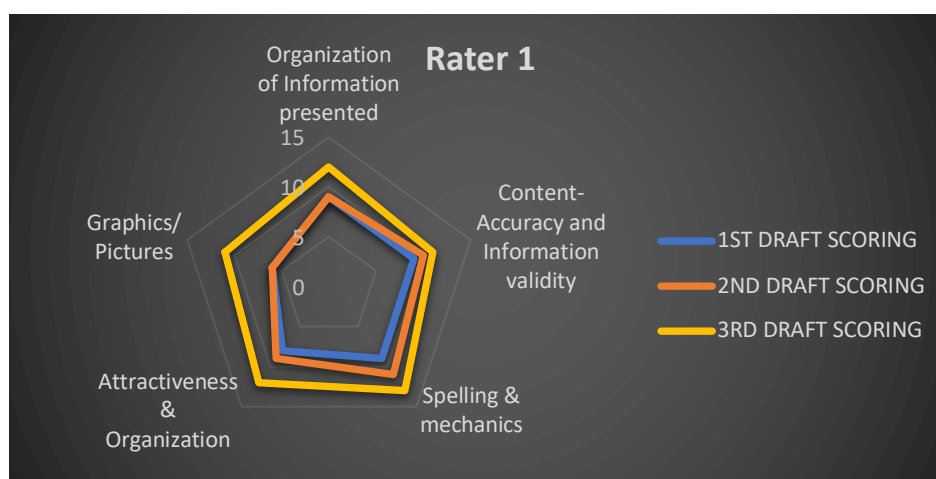 Rater 1
Organization
of Information
presented
15
10
5
0
Content-
Accuracy and
Information
validity
Spelling &
mechanics
Attractiveness
&
Organization
Graphics/
Pictures
1ST DRAFT SCORING
2ND DRAFT SCORING
3RD DRAFT SCORING